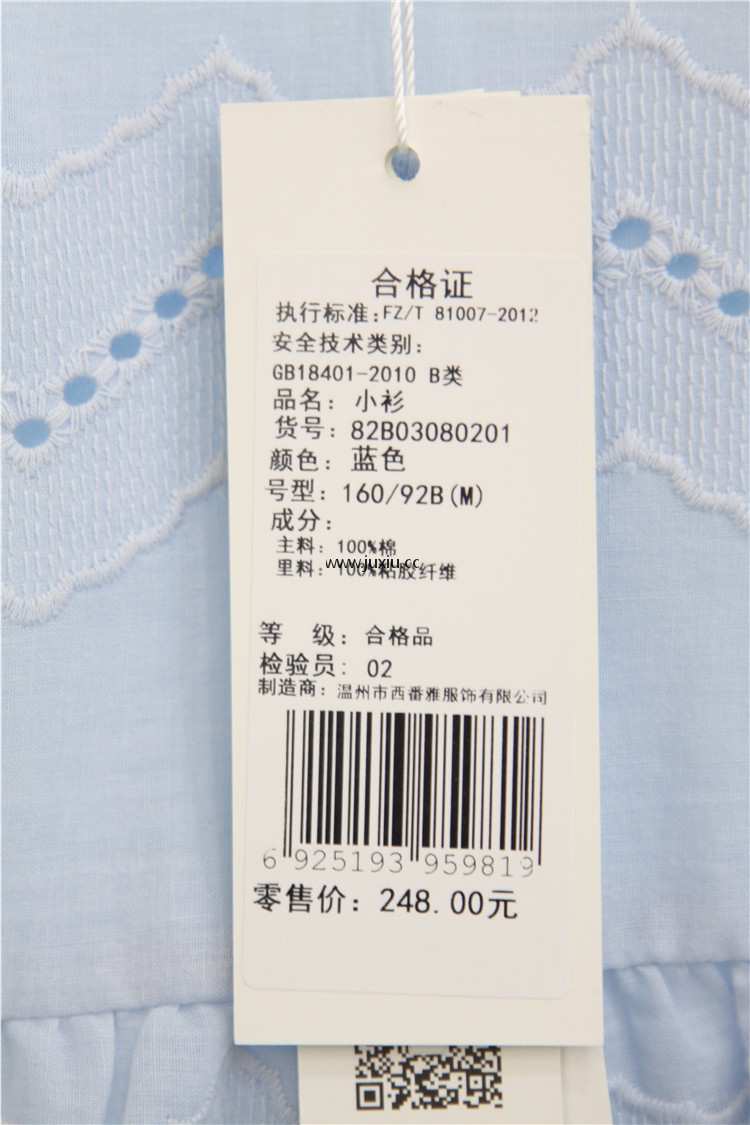 合格证
执行标准:FZ/T 81007-2012
安全技术类别:
GB18401-2010 B类
品名: 小衫
货号: 82B03080201
颜色: 蓝色
号型: 160/92B(M)
成分:
主料: 100%棉
www.juxiu.cc
里料: 100%粘胶纤维
等 级: 合格品
检验员: 02
制造商: 温州市西番雅服饰有限公司
6 925193 959819
零售价: 248.00元